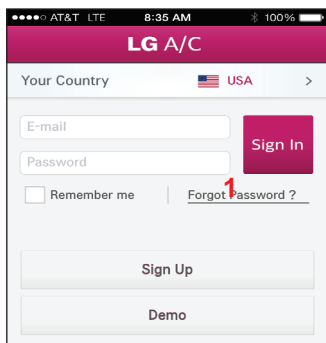 ●●●●○ AT&T LTE 8:35 AM 100%
LG A/C
Your Country USA >
E-mail
Password
Sign In
Remember me | Forgot Password ?
1
Sign Up
Demo